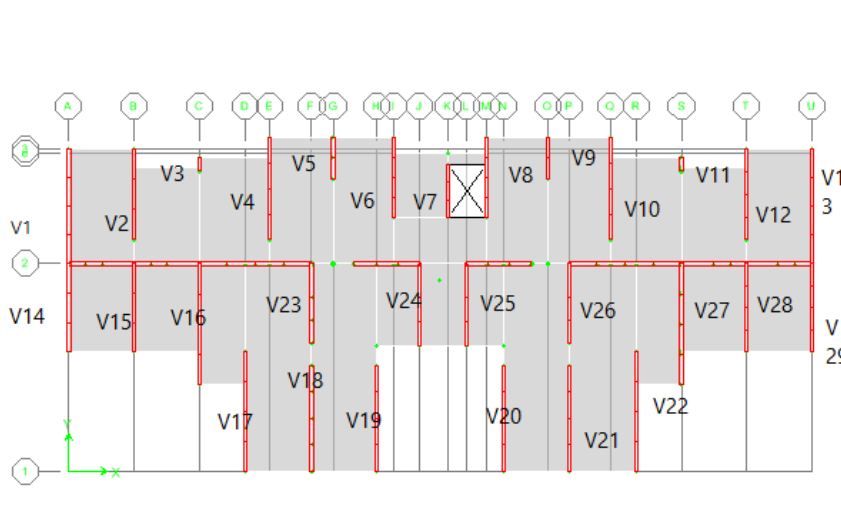 A B C D E F G H I J K L M N O P Q R S T U
3
V5 V9
V3 V8 V11 V1
V4 V6 V7 V10 3
V1 V2 V12
2
V14 V15 V16 V23 V24 V25 V26 V27 V28
V
29
V18
V17 V19 V20 V22
V21
Y
X
1